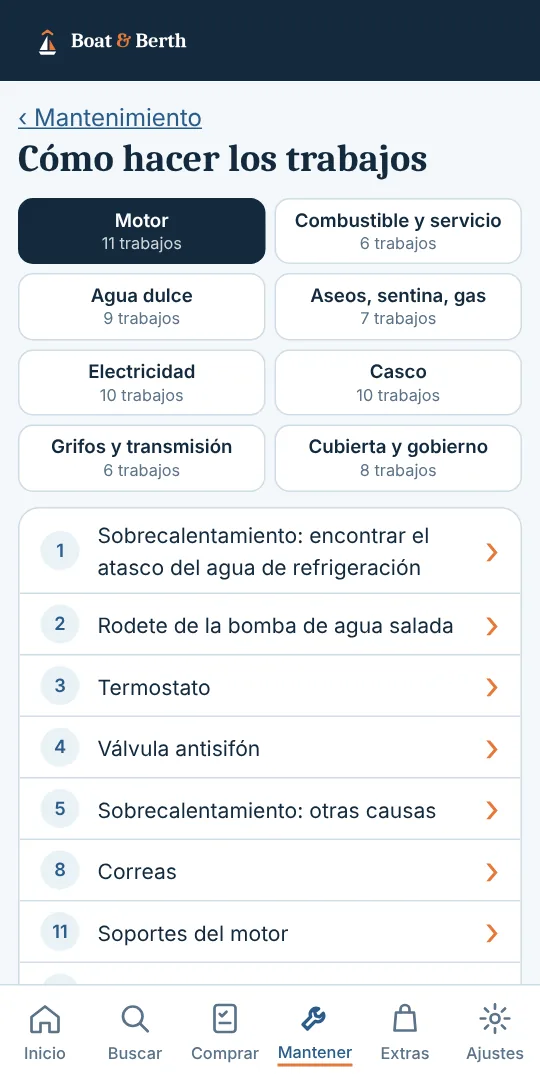 Boat & Berth
‹ Mantenimiento
Cómo hacer los trabajos
Motor
11 trabajos
Combustible y servicio
6 trabajos
Agua dulce
9 trabajos
Aseos, sentina, gas
7 trabajos
Electricidad
10 trabajos
Casco
10 trabajos
Grifos y transmisión
6 trabajos
Cubierta y gobierno
8 trabajos
1 Sobrecalentamiento: encontrar el
atasco del agua de refrigeración
2 Rodete de la bomba de agua salada
3 Termostato
4 Válvula antisifón
5 Sobrecalentamiento: otras causas
8 Correas
11 Soportes del motor
Inicio
Buscar
Comprar
Mantener
Extras
Ajustes